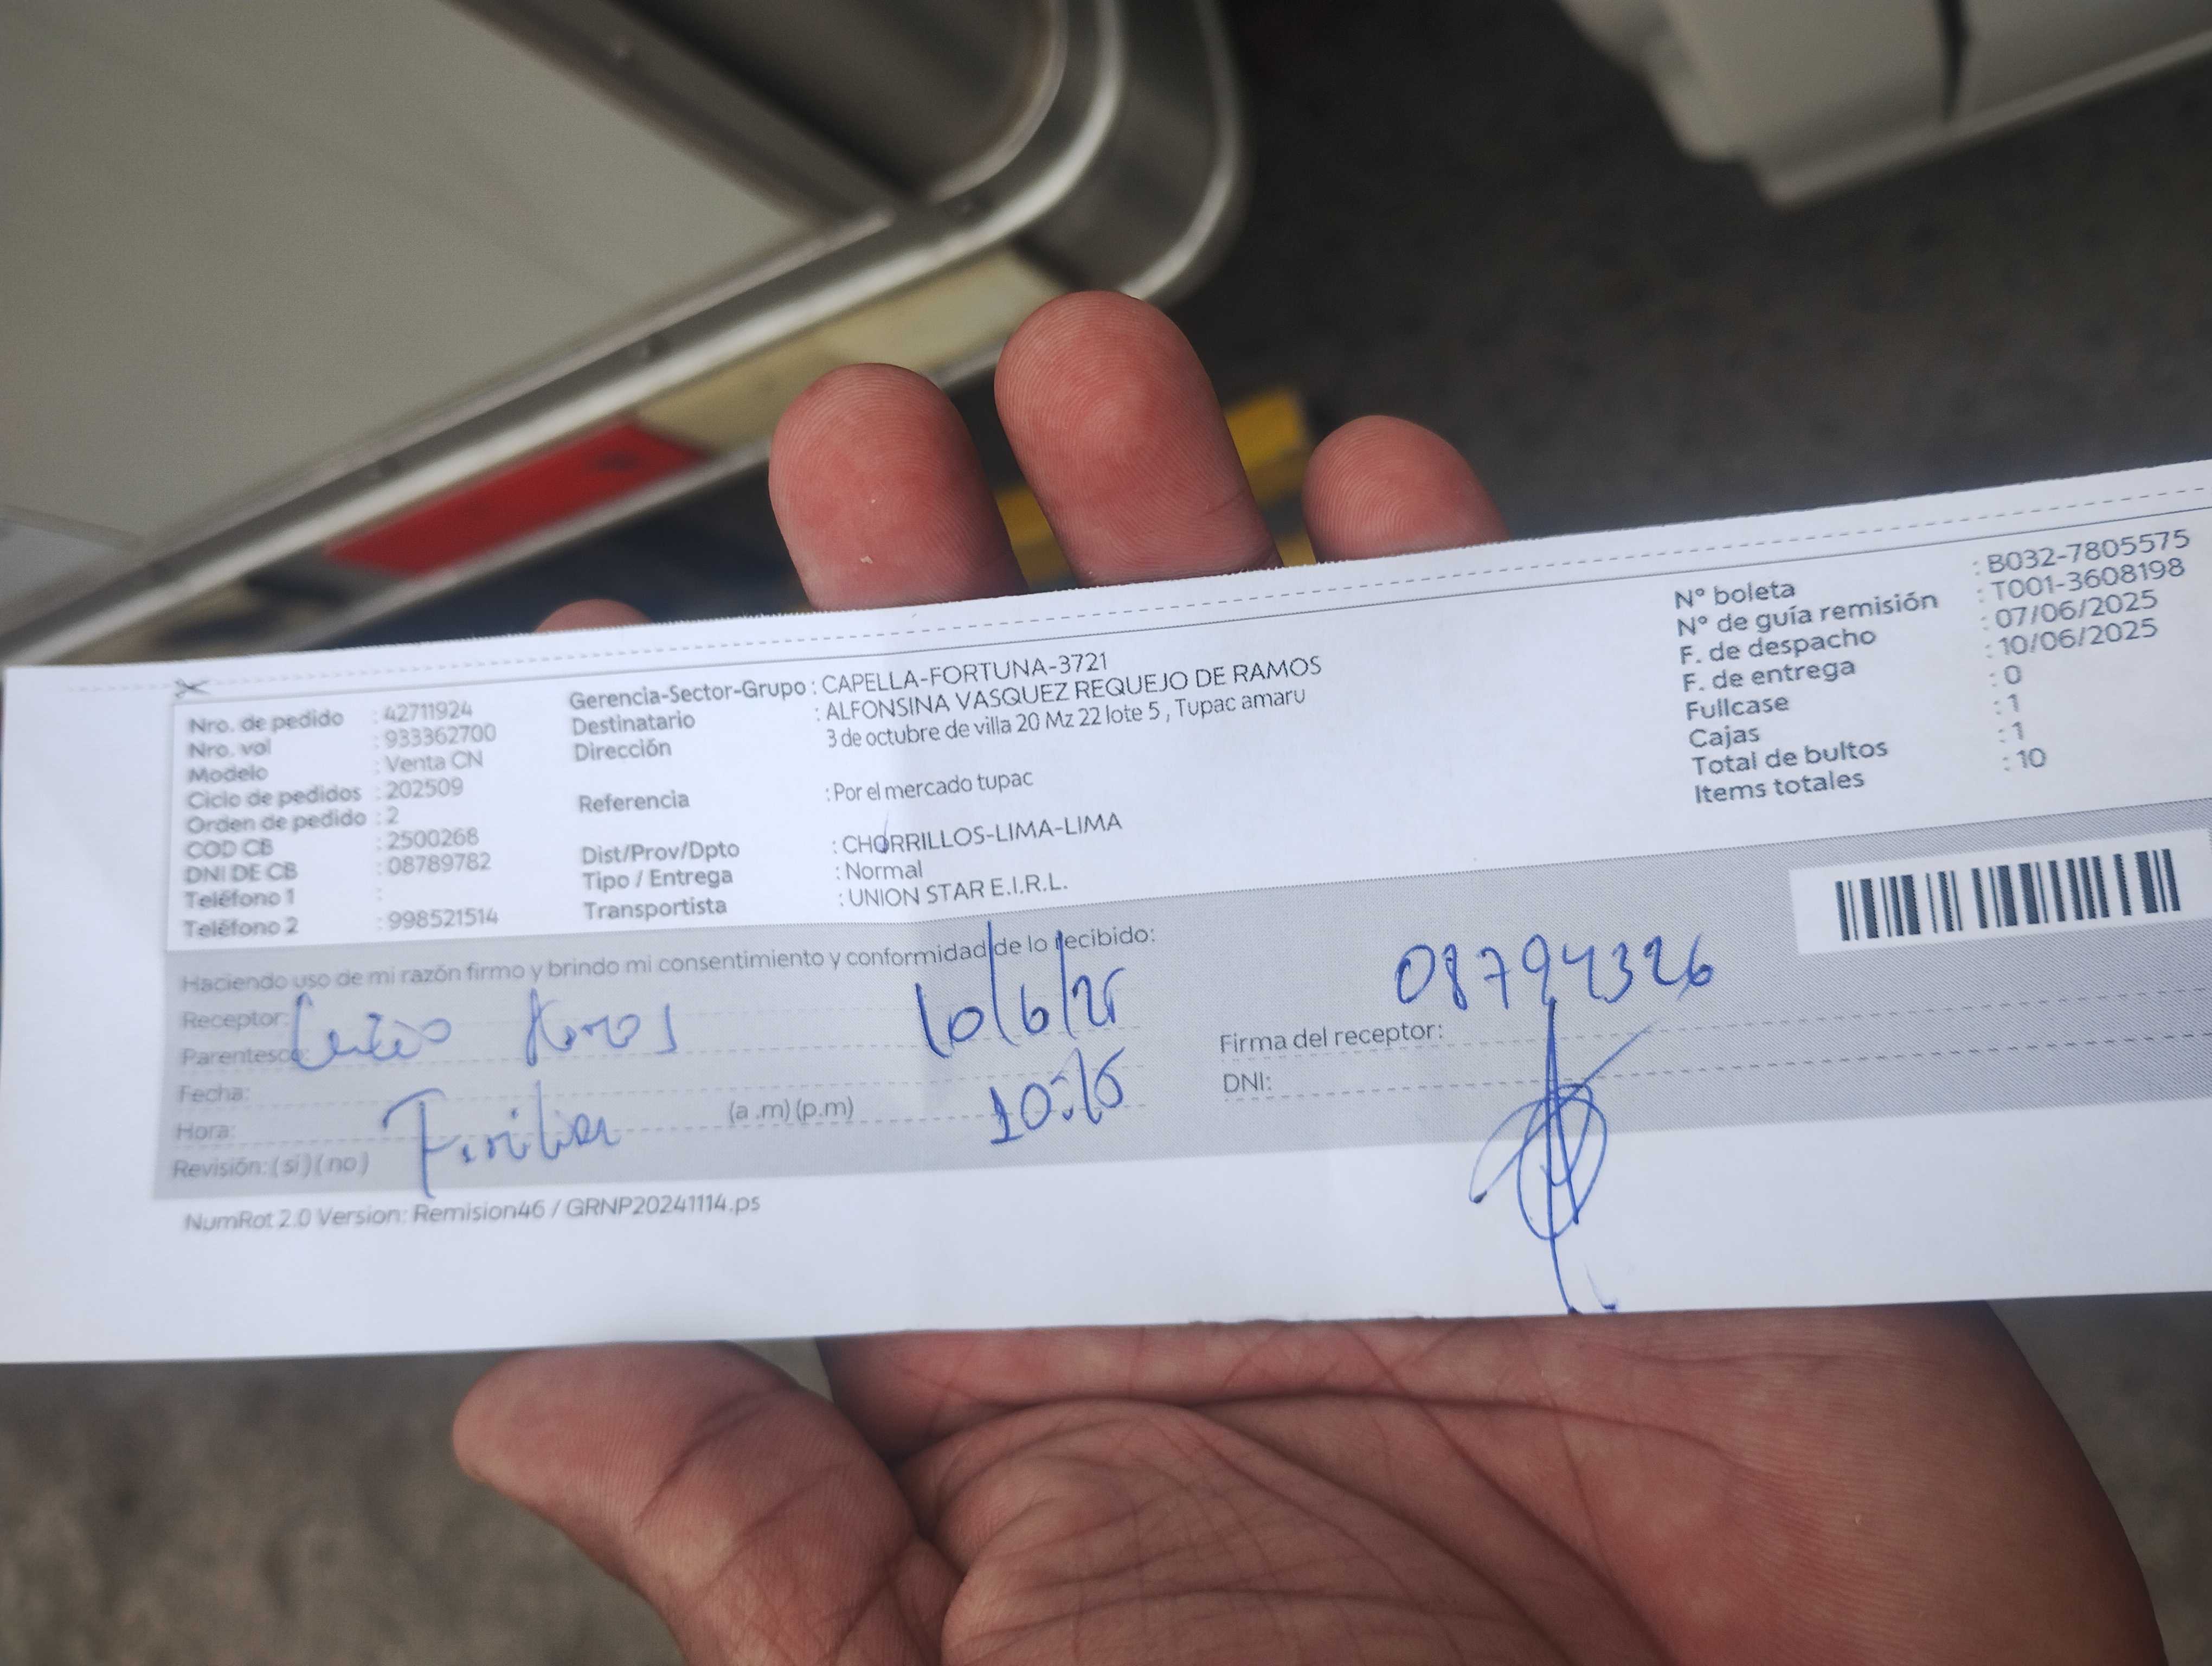 Nro. de pedido : 42711924
Nro. vol : 933362700
Modelo : Venta CN
Ciclo de pedidos : 202509
Orden de pedido : 2
COD CB : 2500268
DNI DE CB : 08789782
Teléfono 1 :
Teléfono 2 : 998521514
Gerencia-Sector-Grupo : CAPELLA-FORTUNA-3721
Destinatario : ALFONSINA VASQUEZ REQUEJO DE RAMOS
Dirección 3 de octubre de villa 20 Mz 22 lote 5 , Tupac amaru
Referencia : Por el mercado tupac
Dist/Prov/Dpto : CHORRILLOS-LIMA-LIMA
Tipo / Entrega : Normal
Transportista : UNION STAR E.I.R.L.
N° boleta : B032-7805575
N° de guía remisión : T001-3608198
F. de despacho : 07/06/2025
F. de entrega : 10/06/2025
Fullcase : 0
Cajas : 1
Total de bultos : 1
Items totales : 10
Haciendo uso de mi razón firmo y brindo mi consentimiento y conformidad de lo recibido:
Receptor:
Parentesco:
Fecha: 10/6/25
Hora: (a .m) (p.m) 10:15
Revisión: ( si ) ( no ) Familiar
08794326
Firma del receptor:
DNI:
NumRot 2.0 Version: Remision46 / GRNP20241114.ps